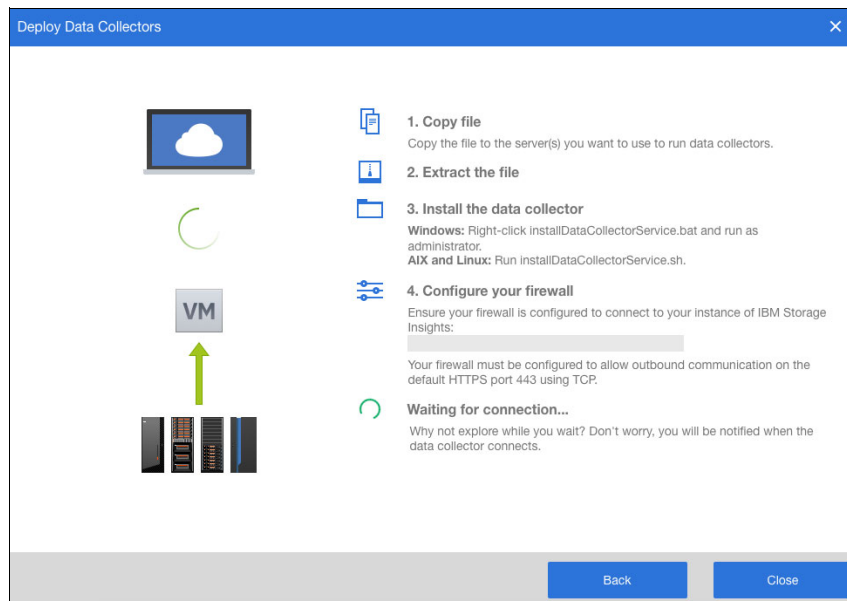 Deploy Data Collectors
1. Copy file
Copy the file to the server(s) you want to use to run data collectors.
2. Extract the file
3. Install the data collector
Windows: Right-click installDataCollectorService.bat and run as
administrator.
AIX and Linux: Run installDataCollectorService.sh.
VM
4. Configure your firewall
Ensure your firewall is configured to connect to your instance of IBM Storage
Insights:
Your firewall must be configured to allow outbound communication on the
default HTTPS port 443 using TCP.
Waiting for connection...
Why not explore while you wait? Don't worry, you will be notified when the
data collector connects.
Back
Close